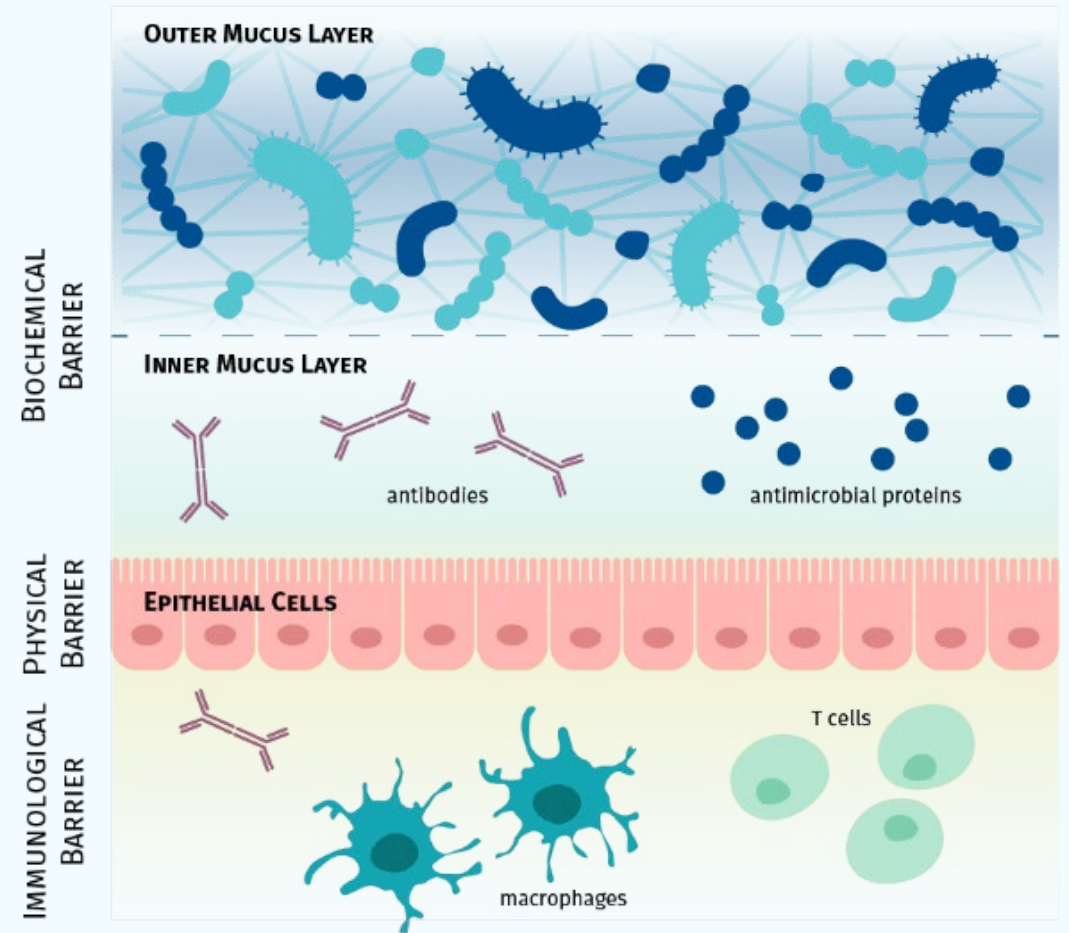 OUTER MUCUS LAYER
BIOCHEMICAL
BARRIER
INNER MUCUS LAYER
antibodies
antimicrobial proteins
PHYSICAL
BARRIER
EPITHELIAL CELLS
IMMUNOLOGICAL
BARRIER
T cells
macrophages